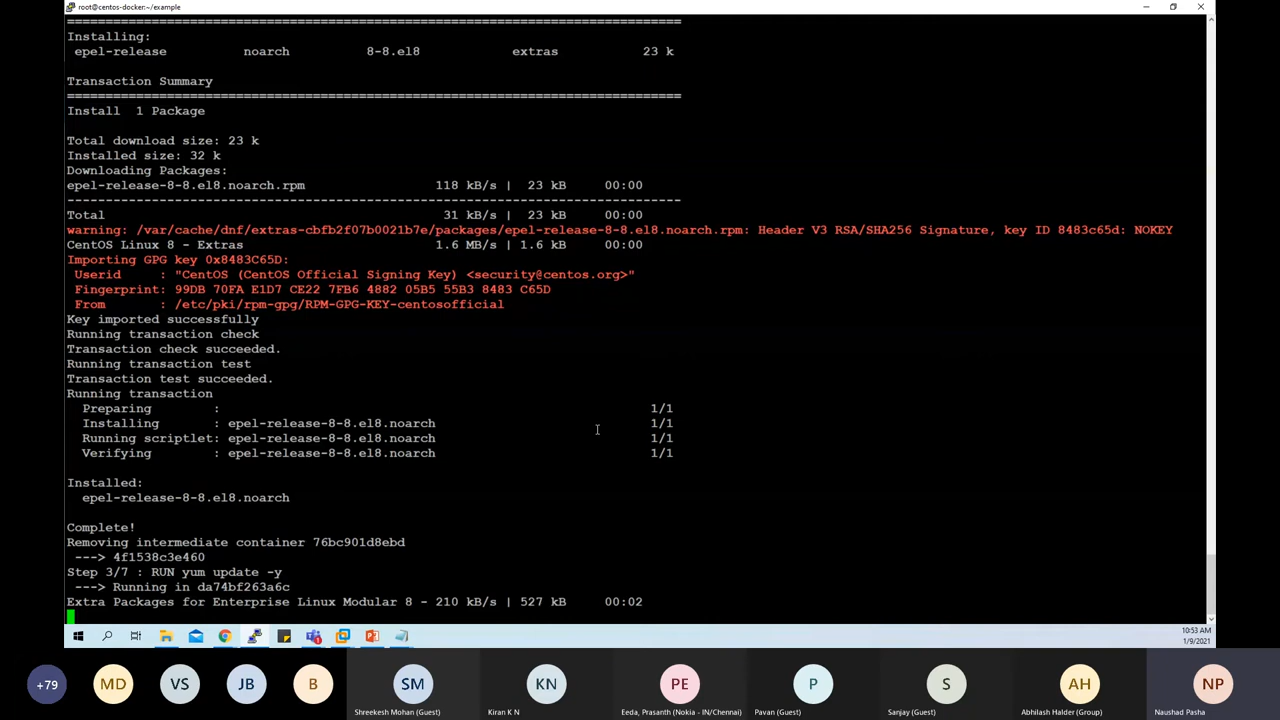 root@centos-docker:~/example
================================================================================
Installing:
epel-release noarch 8-8.el8 extras 23 k
Transaction Summary
================================================================================
Install 1 Package
Total download size: 23 k
Installed size: 32 k
Downloading Packages:
epel-release-8-8.el8.noarch.rpm 118 kB/s | 23 kB 00:00
--------------------------------------------------------------------------------
Total 31 kB/s | 23 kB 00:00
warning: /var/cache/dnf/extras-cbfb2f07b0021b7e/packages/epel-release-8-8.el8.noarch.rpm: Header V3 RSA/SHA256 Signature, key ID 8483c65d: NOKEY
CentOS Linux 8 - Extras 1.6 MB/s | 1.6 kB 00:00
Importing GPG key 0x8483C65D:
Userid : "CentOS (CentOS Official Signing Key) <security@centos.org>"
Fingerprint: 99DB 70FA E1D7 CE22 7FB6 4882 05B5 55B3 8483 C65D
From : /etc/pki/rpm-gpg/RPM-GPG-KEY-centosofficial
Key imported successfully
Running transaction check
Transaction check succeeded.
Running transaction test
Transaction test succeeded.
Running transaction
Preparing : 1/1
Installing : epel-release-8-8.el8.noarch 1/1
Running scriptlet: epel-release-8-8.el8.noarch 1/1
Verifying : epel-release-8-8.el8.noarch 1/1
Installed:
epel-release-8-8.el8.noarch
Complete!
Removing intermediate container 76bc901d8ebd
---> 4f1538c3e460
Step 3/7 : RUN yum update -y
---> Running in da74bf263a6c
Extra Packages for Enterprise Linux Modular 8 - 210 kB/s | 527 kB 00:02
10:53 AM
1/9/2021
+79 MD VS JB B SM KN PE P S AH NP
Shreekesh Mohan (Guest) Kiran K N Eeda, Prasanth (Nokia - IN/Chennai) Pavan (Guest) Sanjay (Guest) Abhilash Halder (Group) Naushad Pasha